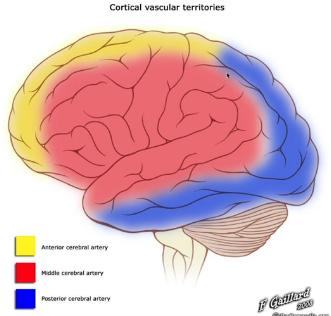 Cortical vascular territories
Anterior cerebral artery
Middle cerebral artery
Posterior cerebral artery
F Gaillard
2008